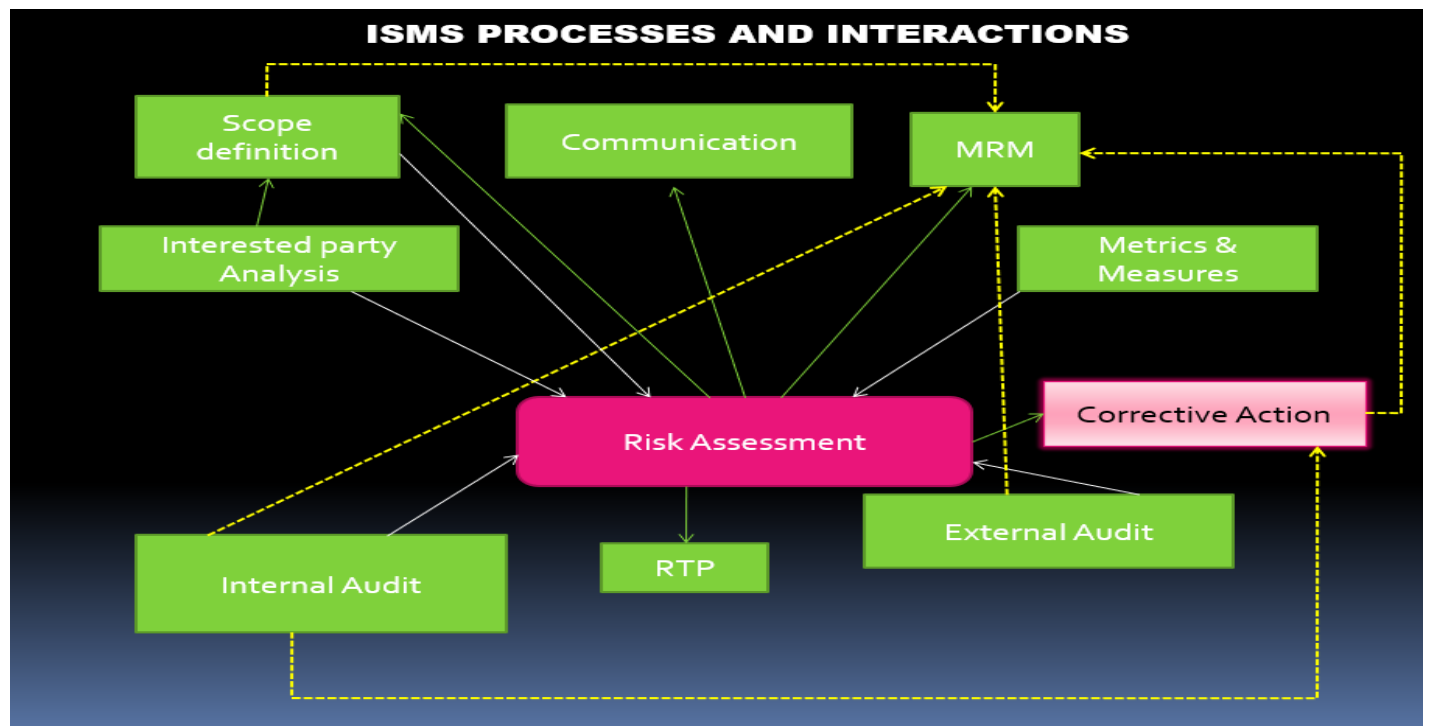 ISMS PROCESSES AND INTERACTIONS
Scope
definition
Communication
MRM
Interested party
Analysis
Metrics &
Measures
Risk Assessment
Corrective Action
External Audit
RTP
Internal Audit